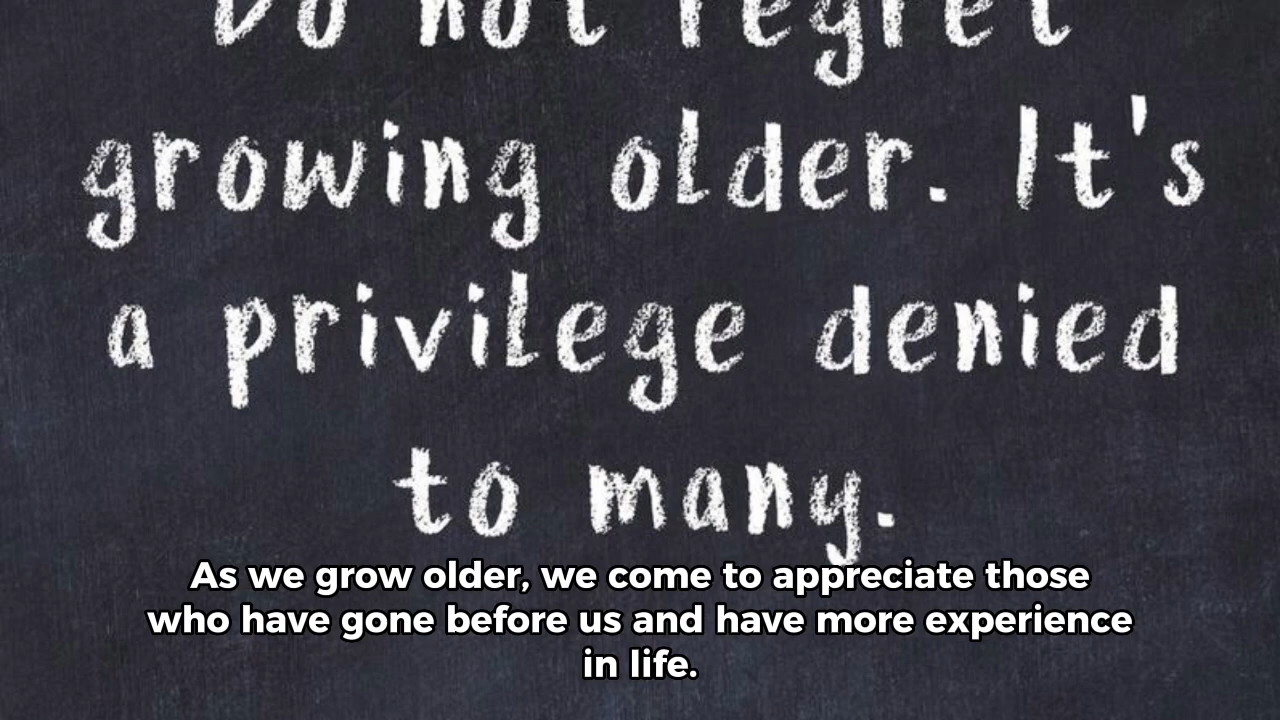 Do not regret
growing older. It's
a privilege denied
to many.
As we grow older, we come to appreciate those
who have gone before us and have more experience
in life.